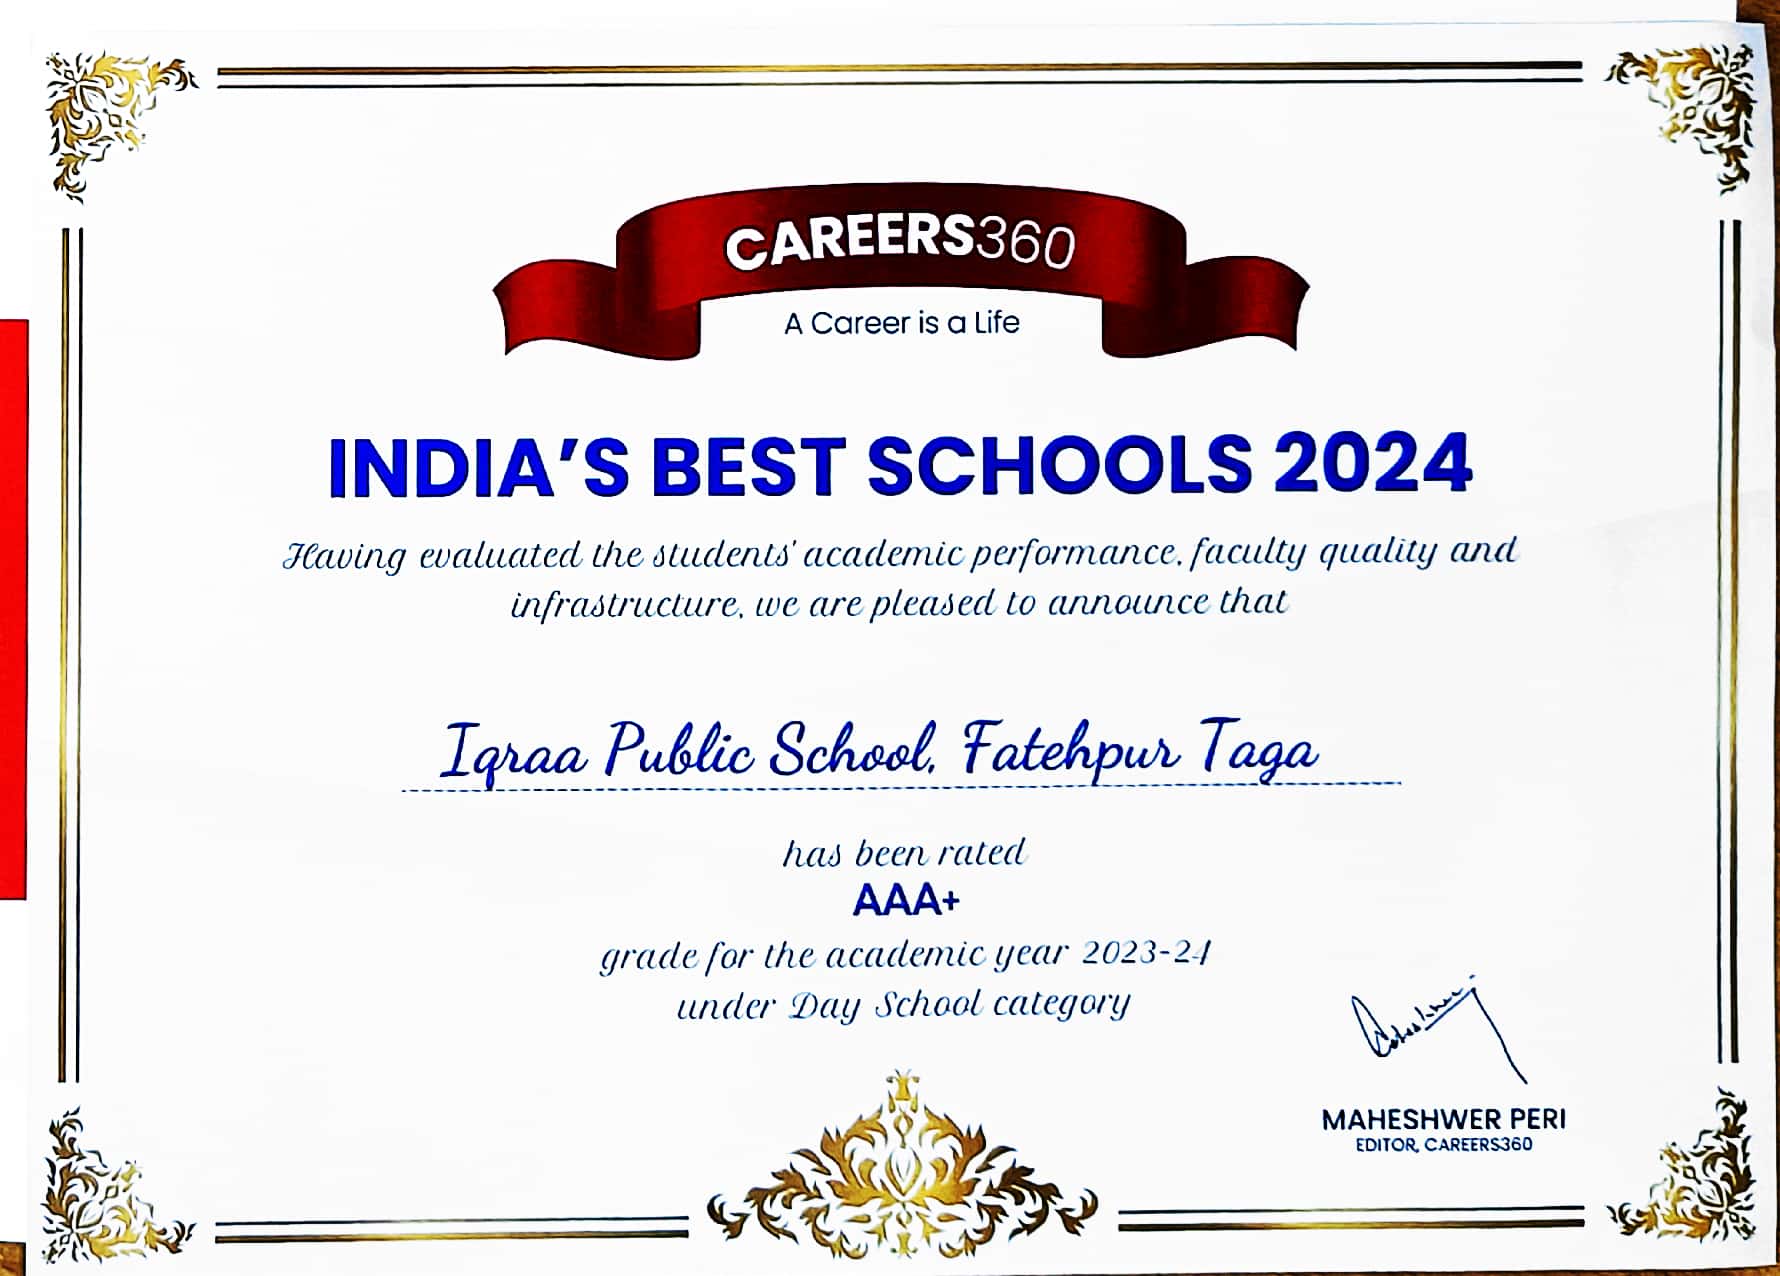 CAREERS360
A Career is a Life
INDIA'S BEST SCHOOLS 2024
Having evaluated the students' academic performance, faculty quality and
infrastructure, we are pleased to announce that
Iqraa Public School, Fatehpur Taga
has been rated
AAA+
grade for the academic year 2023-24
under Day School category
MAHESHWER PERI
EDITOR, CAREERS360